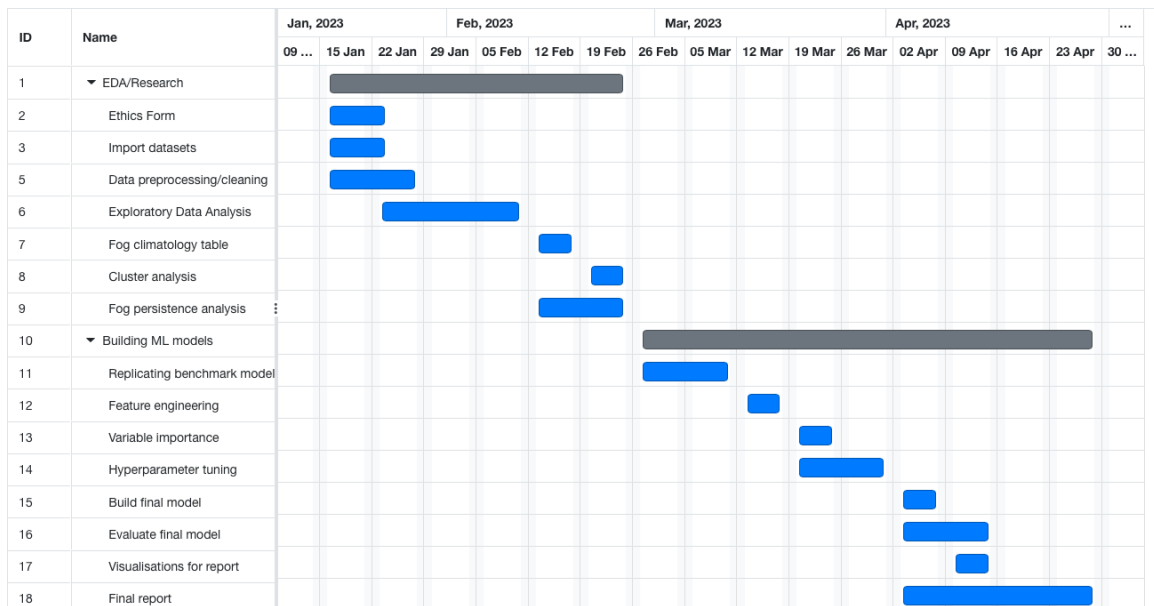 ID Name Jan, 2023 Feb, 2023 Mar, 2023 Apr, 2023 ...
09 ... 15 Jan 22 Jan 29 Jan 05 Feb 12 Feb 19 Feb 26 Feb 05 Mar 12 Mar 19 Mar 26 Mar 02 Apr 09 Apr 16 Apr 23 Apr 30 ...
1 EDA/Research
2 Ethics Form
3 Import datasets
5 Data preprocessing/cleaning
6 Exploratory Data Analysis
7 Fog climatology table
8 Cluster analysis
9 Fog persistence analysis
10 Building ML models
11 Replicating benchmark model
12 Feature engineering
13 Variable importance
14 Hyperparameter tuning
15 Build final model
16 Evaluate final model
17 Visualisations for report
18 Final report